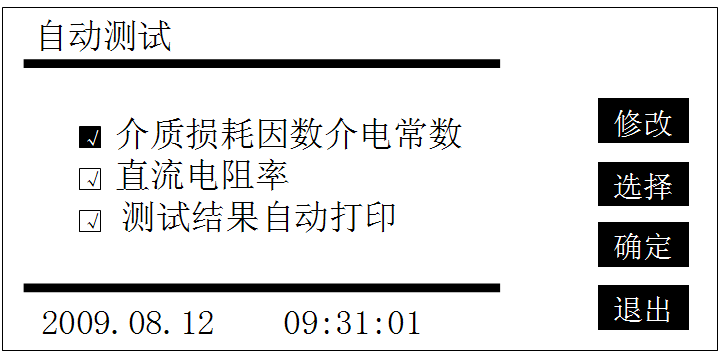 自动测试
√ 介质损耗因数介电常数
√ 直流电阻率
√ 测试结果自动打印
修改
选择
确定
退出
2009.08.12 09:31:01